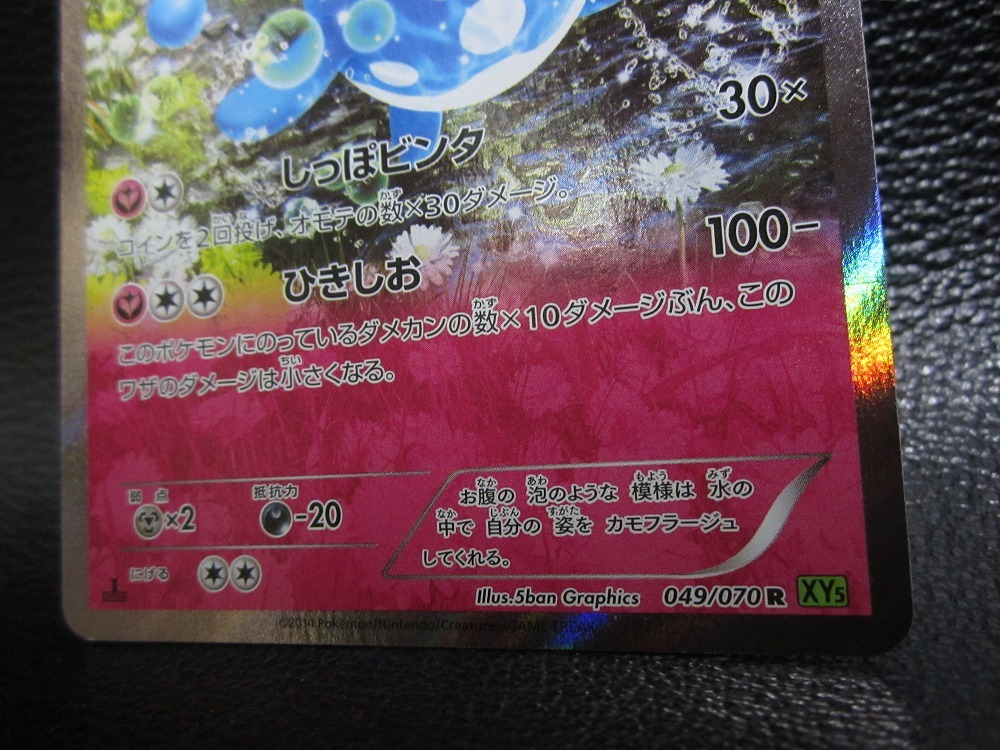 30×
しっぽビンタ
コインを2回投げ、オモテの数×30ダメージ。
100−
ひきしお
このポケモンにのっているダメカンの数×10ダメージぶん、この
ワザのダメージは小さくなる。
弱点 ×2 抵抗力 -20
にげる
お腹の 泡のような 模様は 水の
中で 自分の 姿を カモフラージュ
してくれる。
Illus.5ban Graphics 049/070 R XY5
©2014 Pokémon/Nintendo/Creatures/GAME FREAK